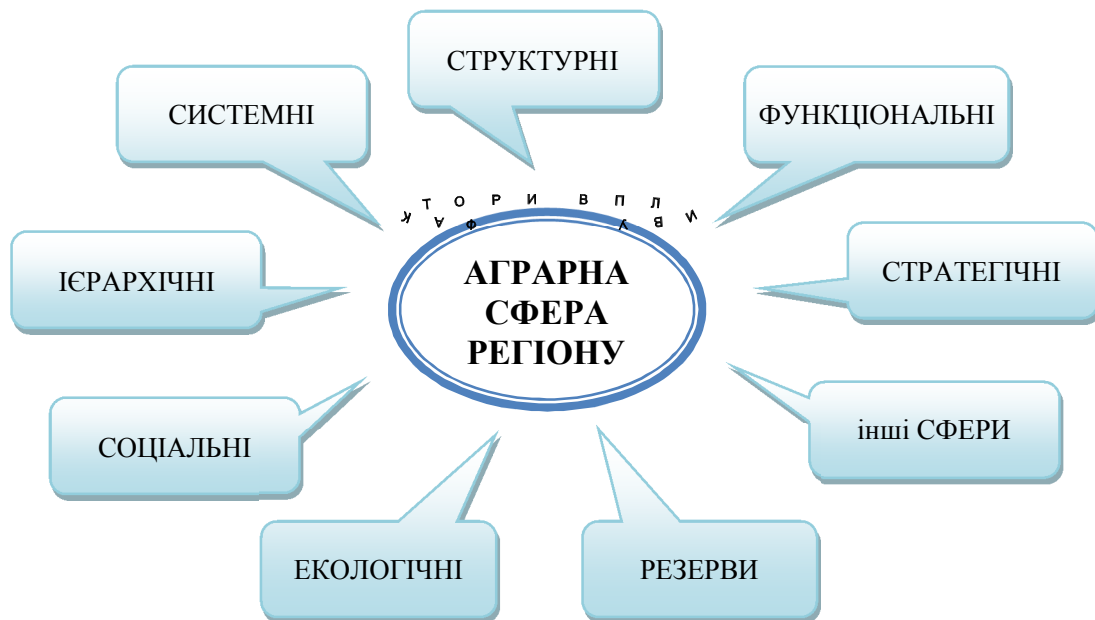 СТРУКТУРНІ
СИСТЕМНІ
ФУНКЦІОНАЛЬНІ
ФАКТОРИ ВПЛИВУ
ІЄРАРХІЧНІ
АГРАРНА
СФЕРА
РЕГІОНУ
СТРАТЕГІЧНІ
СОЦІАЛЬНІ
інші СФЕРИ
ЕКОЛОГІЧНІ
РЕЗЕРВИ